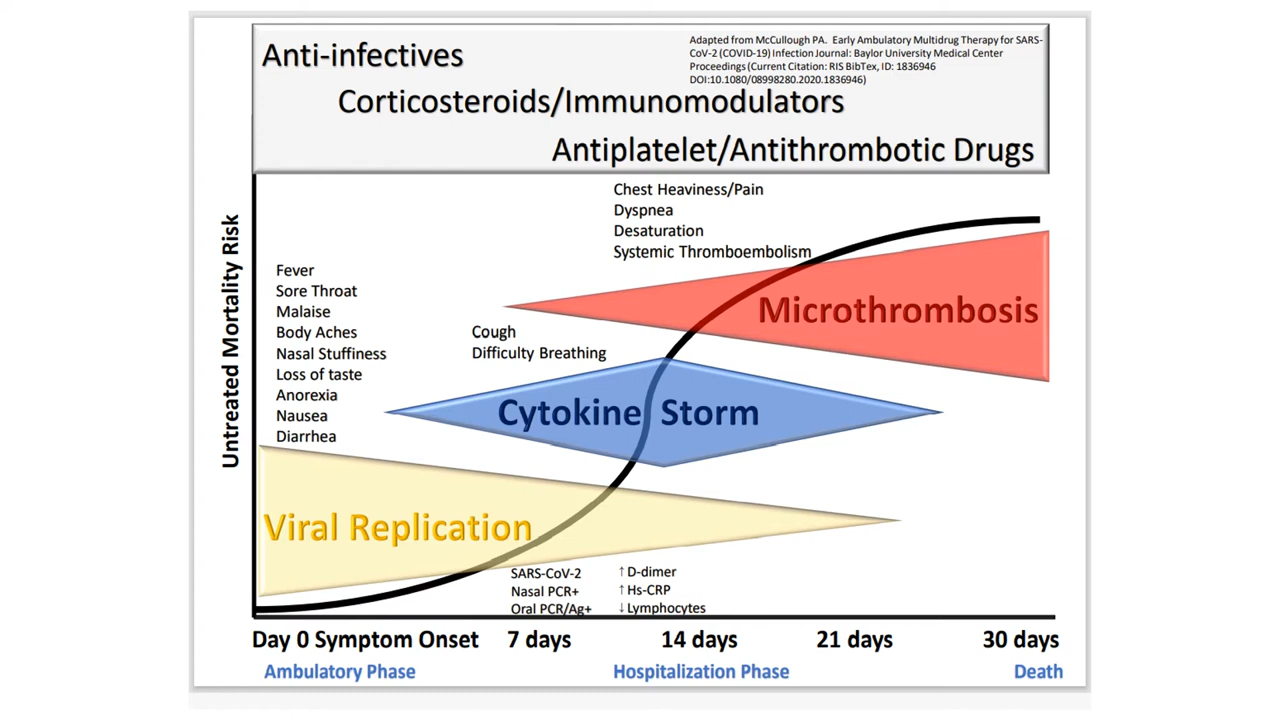 Anti-infectives
Adapted from McCullough PA. Early Ambulatory Multidrug Therapy for SARS-
CoV-2 (COVID-19) Infection Journal: Baylor University Medical Center
Proceedings (Current Citation: RIS BibTex, ID: 1836946
DOI:10.1080/08998280.2020.1836946)
Corticosteroids/Immunomodulators
Antiplatelet/Antithrombotic Drugs
Chest Heaviness/Pain
Dyspnea
Desaturation
Systemic Thromboembolism
Untreated Mortality Risk
Fever
Sore Throat
Malaise
Body Aches
Nasal Stuffiness
Loss of taste
Anorexia
Nausea
Diarrhea
Cough
Difficulty Breathing
Microthrombosis
Cytokine Storm
Viral Replication
SARS-CoV-2
Nasal PCR+
Oral PCR/Ag+
↑D-dimer
↑Hs-CRP
↓Lymphocytes
Day 0 Symptom Onset 7 days 14 days 21 days 30 days
Ambulatory Phase Hospitalization Phase Death